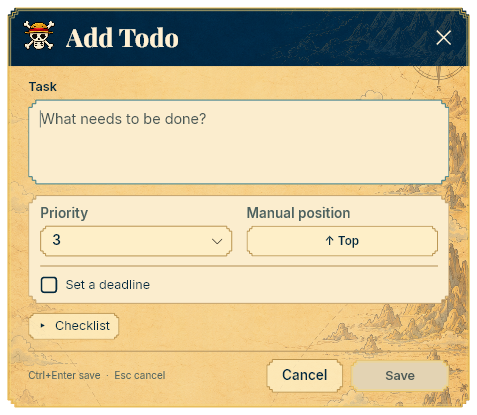 Add Todo
Task
What needs to be done?
Priority
Manual position
3
↑ Top
Set a deadline
Checklist
Ctrl+Enter save · Esc cancel
Cancel
Save